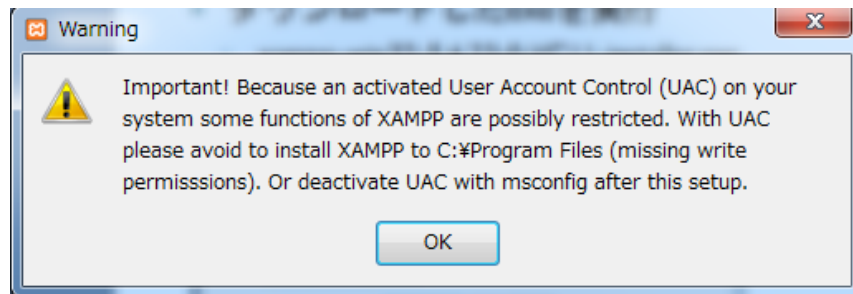 Warning
Important! Because an activated User Account Control (UAC) on your
system some functions of XAMPP are possibly restricted. With UAC
please avoid to install XAMPP to C:¥Program Files (missing write
permisssions). Or deactivate UAC with msconfig after this setup.
OK